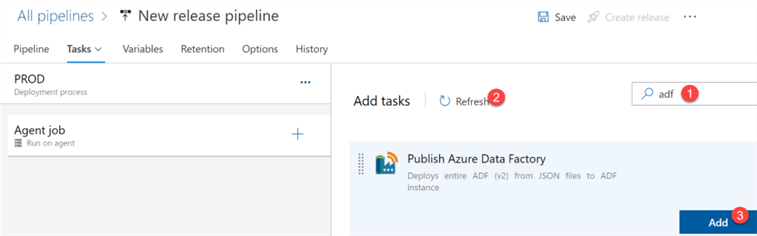 All pipelines > New release pipeline
Save
Create release
...
Pipeline Tasks Variables Retention Options History
PROD
Deployment process
...
Agent job
Run on agent
+
Add tasks
Refresh
2
adf
1
Publish Azure Data Factory
Deploys entire ADF (v2) from JSON files to ADF
instance
Add
3